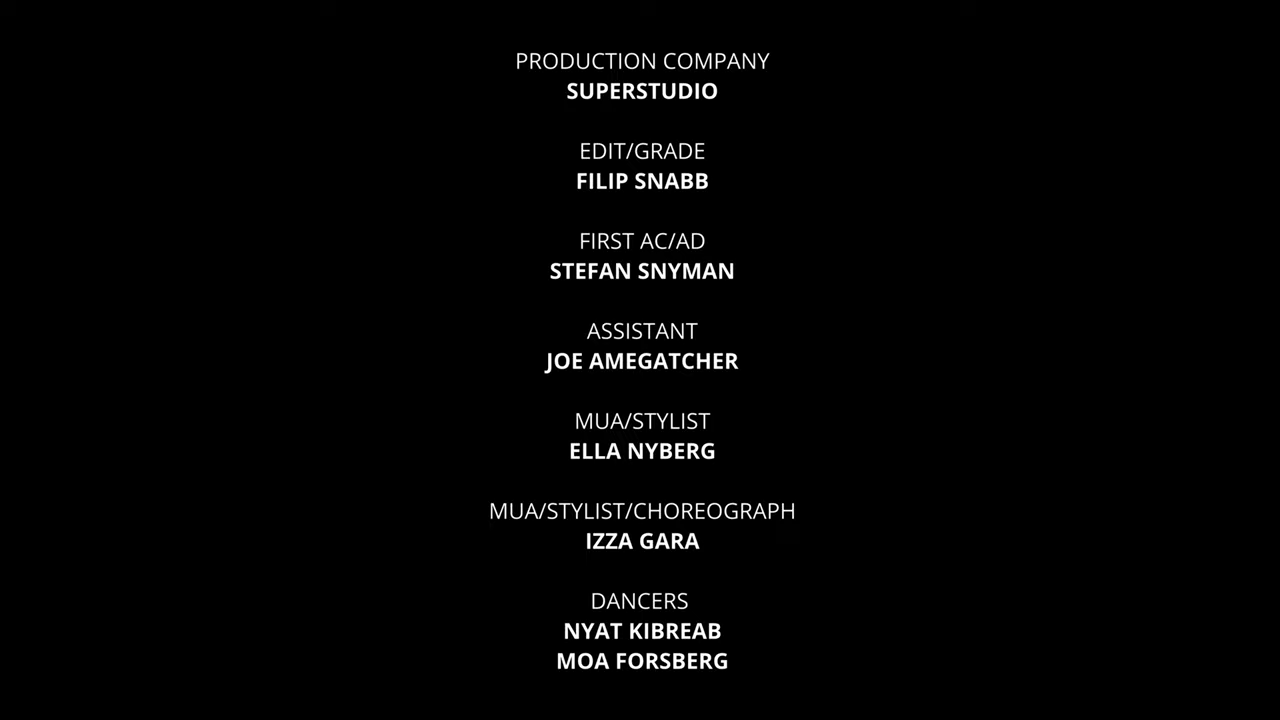 PRODUCTION COMPANY
SUPERSTUDIO
EDIT/GRADE
FILIP SNABB
FIRST AC/AD
STEFAN SNYMAN
ASSISTANT
JOE AMEGATCHER
MUA/STYLIST
ELLA NYBERG
MUA/STYLIST/CHOREOGRAPH
IZZA GARA
DANCERS
NYAT KIBREAB
MOA FORSBERG